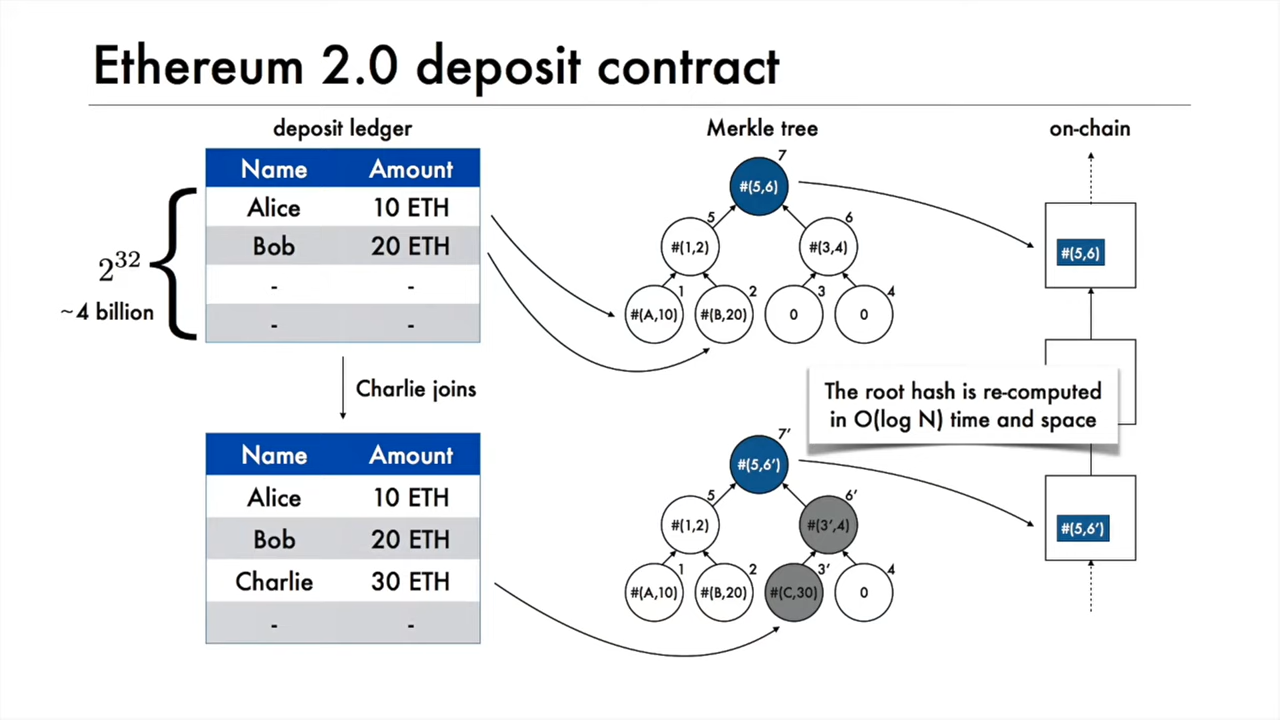 Ethereum 2.0 deposit contract
deposit ledger
Merkle tree
on-chain
Name Amount
Alice 10 ETH
Bob 20 ETH
- -
- -
2^32
~4 billion
7
#(5,6)
5
#(1,2)
6
#(3,4)
1
#(A,10)
2
#(B,20)
3
0
4
0
#(5,6)
Charlie joins
The root hash is re-computed
in O(log N) time and space
Name Amount
Alice 10 ETH
Bob 20 ETH
Charlie 30 ETH
- -
7’
#(5,6’)
5
#(1,2)
6’
#(3’,4)
1
#(A,10)
2
#(B,20)
3’
#(C,30)
4
0
#(5,6’)